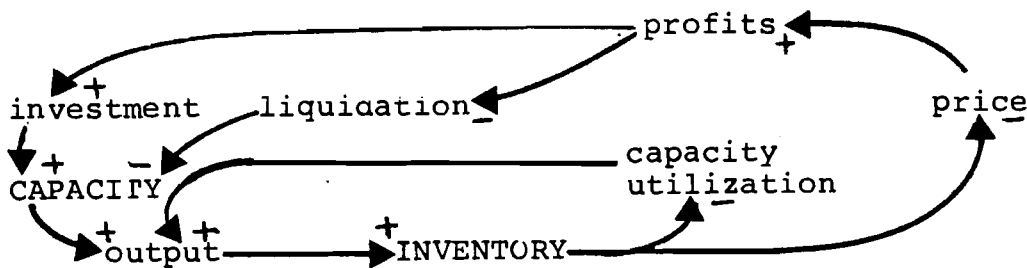 profits
+
+
investment
liquidation
-
price
-
+
-
CAPACITY
capacity
utilization
-
+
output
+
+
INVENTORY